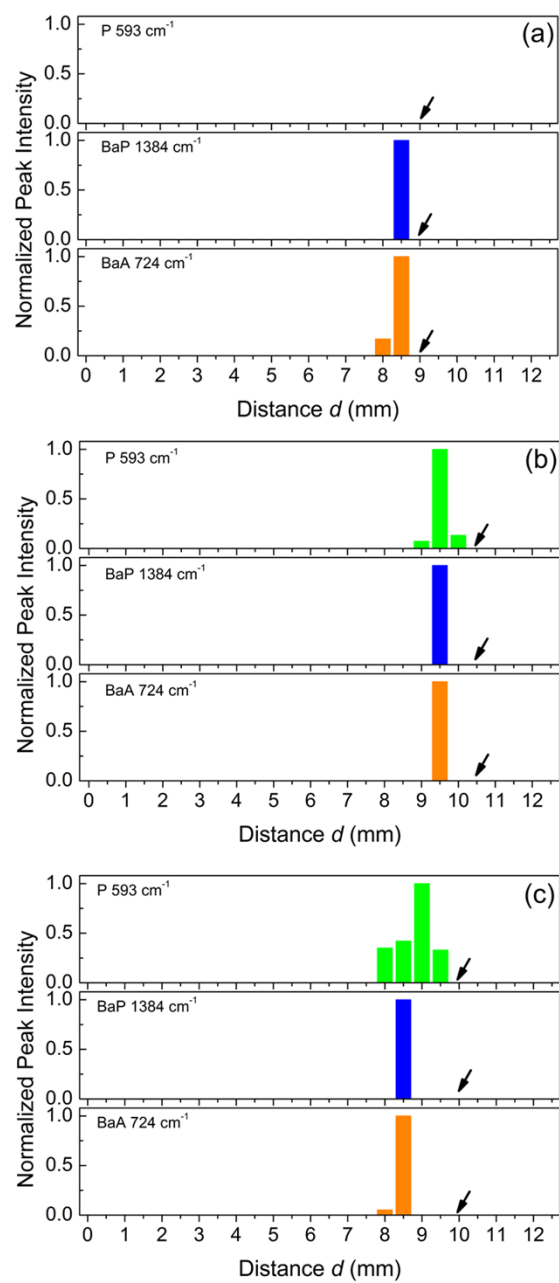 (a)
Normalized Peak Intensity
P 593 cm⁻¹
1.0
0.5
0.0
BaP 1384 cm⁻¹
1.0
0.5
0.0
BaA 724 cm⁻¹
1.0
0.5
0.0
0 1 2 3 4 5 6 7 8 9 10 11 12
Distance d (mm)
(b)
Normalized Peak Intensity
P 593 cm⁻¹
1.0
0.5
0.0
BaP 1384 cm⁻¹
1.0
0.5
0.0
BaA 724 cm⁻¹
1.0
0.5
0.0
0 1 2 3 4 5 6 7 8 9 10 11 12
Distance d (mm)
(c)
Normalized Peak Intensity
P 593 cm⁻¹
1.0
0.5
0.0
BaP 1384 cm⁻¹
1.0
0.5
0.0
BaA 724 cm⁻¹
1.0
0.5
0.0
0 1 2 3 4 5 6 7 8 9 10 11 12
Distance d (mm)